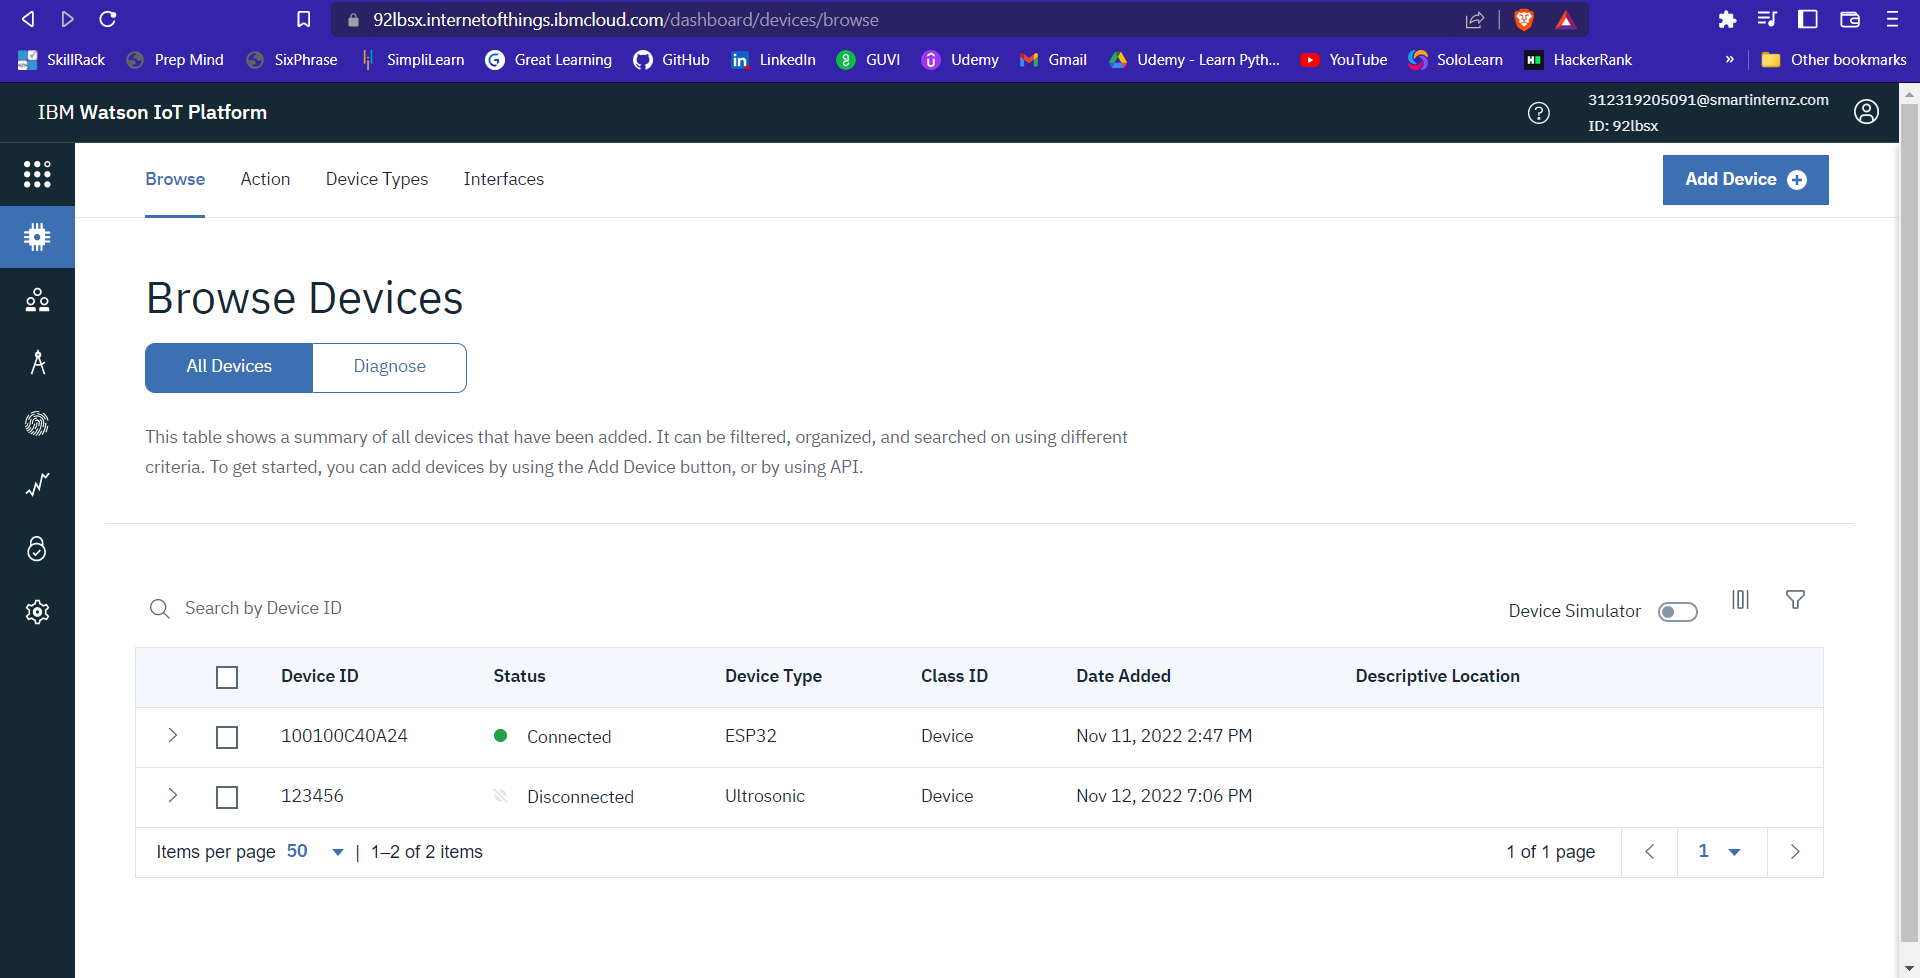 92lbsx.internetofthings.ibmcloud.com/dashboard/devices/browse
SkillRack Prep Mind SixPhrase SimpliLearn Great Learning GitHub LinkedIn GUVI Udemy Gmail Udemy - Learn Pyth... YouTube SoloLearn HackerRank » Other bookmarks
IBM Watson IoT Platform
312319205091@smartinternz.com
ID: 92lbsx
Browse Action Device Types Interfaces Add Device
Browse Devices
All Devices Diagnose
This table shows a summary of all devices that have been added. It can be filtered, organized, and searched on using different
criteria. To get started, you can add devices by using the Add Device button, or by using API.
Search by Device ID Device Simulator
Device ID Status Device Type Class ID Date Added Descriptive Location
100100C40A24 Connected ESP32 Device Nov 11, 2022 2:47 PM
123456 Disconnected Ultrosonic Device Nov 12, 2022 7:06 PM
Items per page 50 | 1–2 of 2 items 1 of 1 page 1